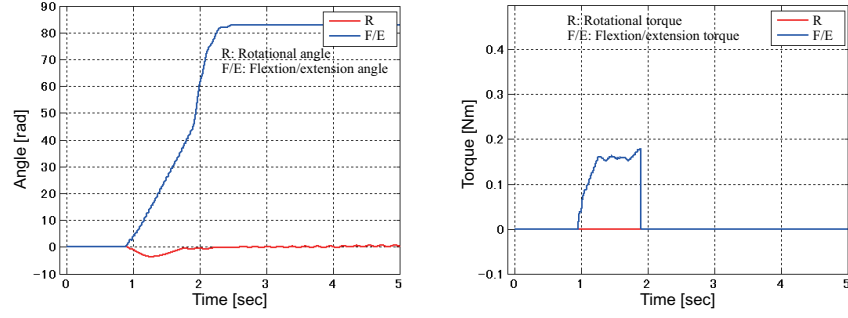 90
80
70
60
50
40
30
20
10
0
-10
0
1
2
3
4
5
Angle [rad]
Time [sec]
R
F/E
R: Rotational angle
F/E: Flextion/extension angle
0.4
0.3
0.2
0.1
0
-0.1
0
1
2
3
4
5
Torque [Nm]
Time [sec]
R: Rotational torque
F/E: Flextion/extension torque
R
F/E